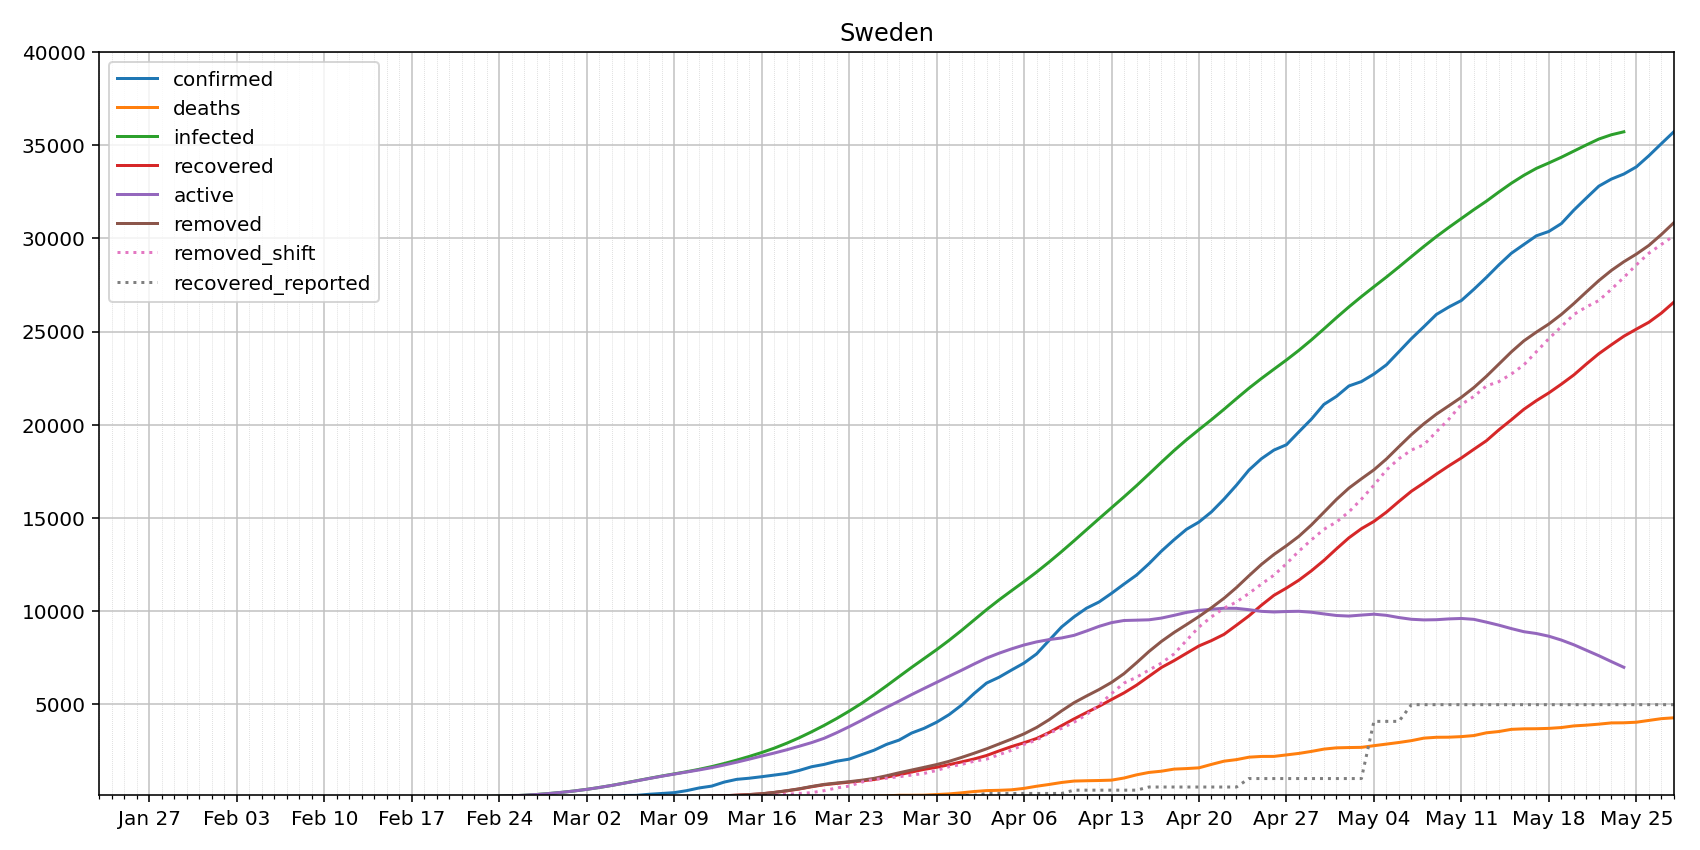 Sweden
40000
35000
30000
25000
20000
15000
10000
5000
confirmed
deaths
infected
recovered
active
removed
removed_shift
recovered_reported
Jan 27 Feb 03 Feb 10 Feb 17 Feb 24 Mar 02 Mar 09 Mar 16 Mar 23 Mar 30 Apr 06 Apr 13 Apr 20 Apr 27 May 04 May 11 May 18 May 25